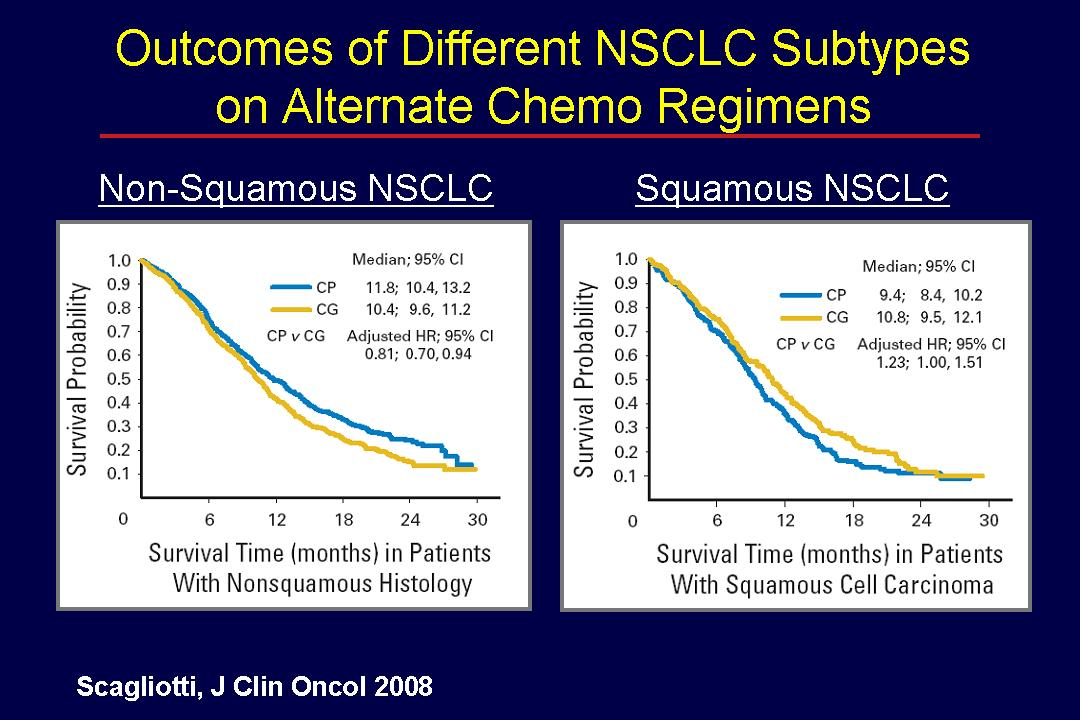 Outcomes of Different NSCLC Subtypes
on Alternate Chemo Regimens
Non-Squamous NSCLC
Survival Probability
1.0
0.9
0.8
0.7
0.6
0.5
0.4
0.3
0.2
0.1
Median; 95% CI
CP 11.8; 10.4, 13.2
CG 10.4; 9.6, 11.2
CP v CG Adjusted HR; 95% CI
0.81; 0.70, 0.94
0 6 12 18 24 30
Survival Time (months) in Patients
With Nonsquamous Histology
Squamous NSCLC
Survival Probability
1.0
0.9
0.8
0.7
0.6
0.5
0.4
0.3
0.2
0.1
Median; 95% CI
CP 9.4; 8.4, 10.2
CG 10.8; 9.5, 12.1
CP v CG Adjusted HR; 95% CI
1.23; 1.00, 1.51
0 6 12 18 24 30
Survival Time (months) in Patients
With Squamous Cell Carcinoma
Scagliotti, J Clin Oncol 2008